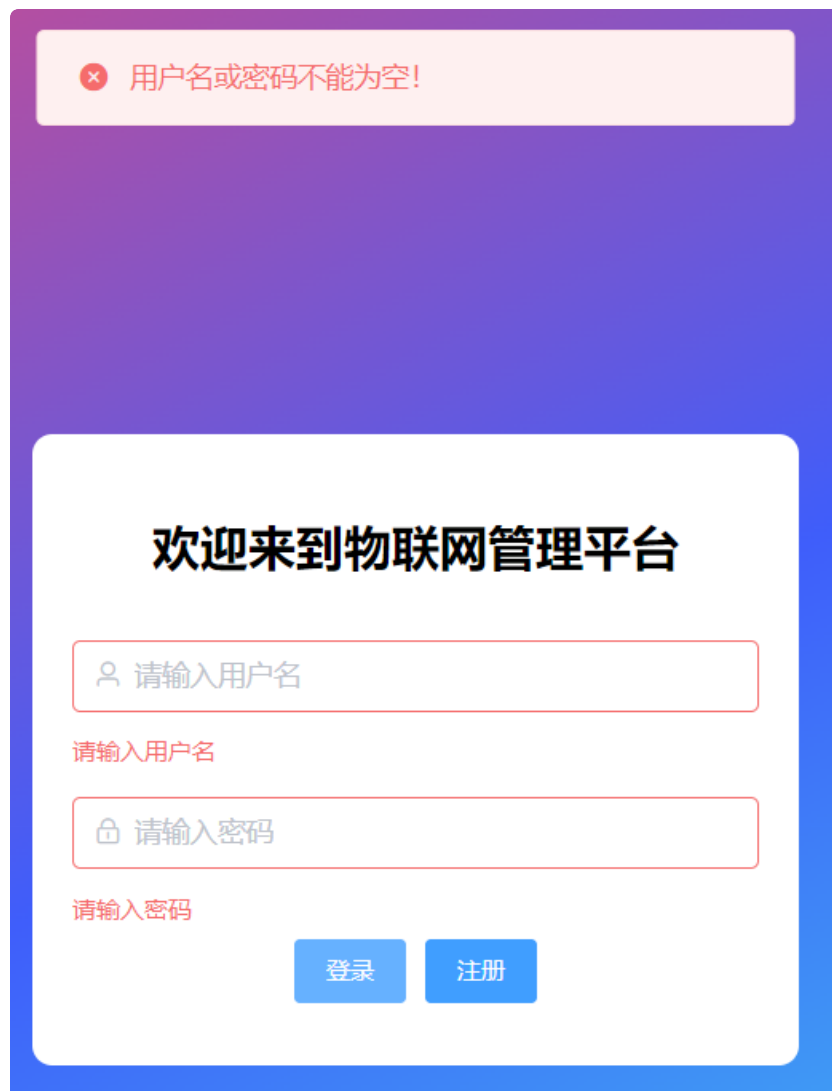 用户名或密码不能为空！
欢迎来到物联网管理平台
请输入用户名
请输入用户名
请输入密码
请输入密码
登录 注册